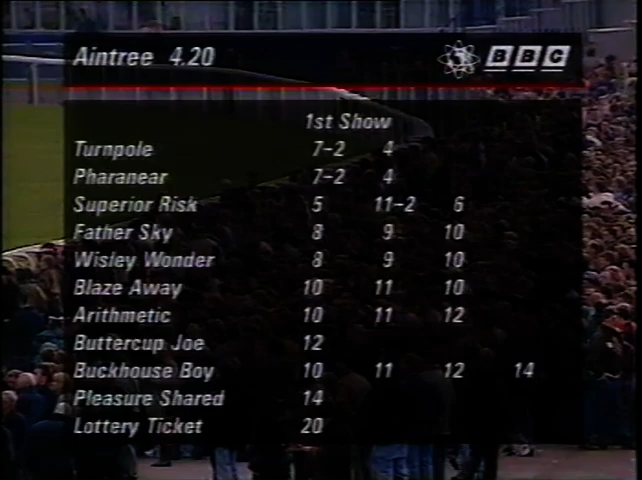 Aintree 4.20 BBC
1st Show
Turnpole 7-2 4
Pharanear 7-2 4
Superior Risk 5 11-2 6
Father Sky 8 9 10
Wisley Wonder 8 9 10
Blaze Away 10 11 10
Arithmetic 10 11 12
Buttercup Joe 12
Buckhouse Boy 10 11 12 14
Pleasure Shared 14
Lottery Ticket 20